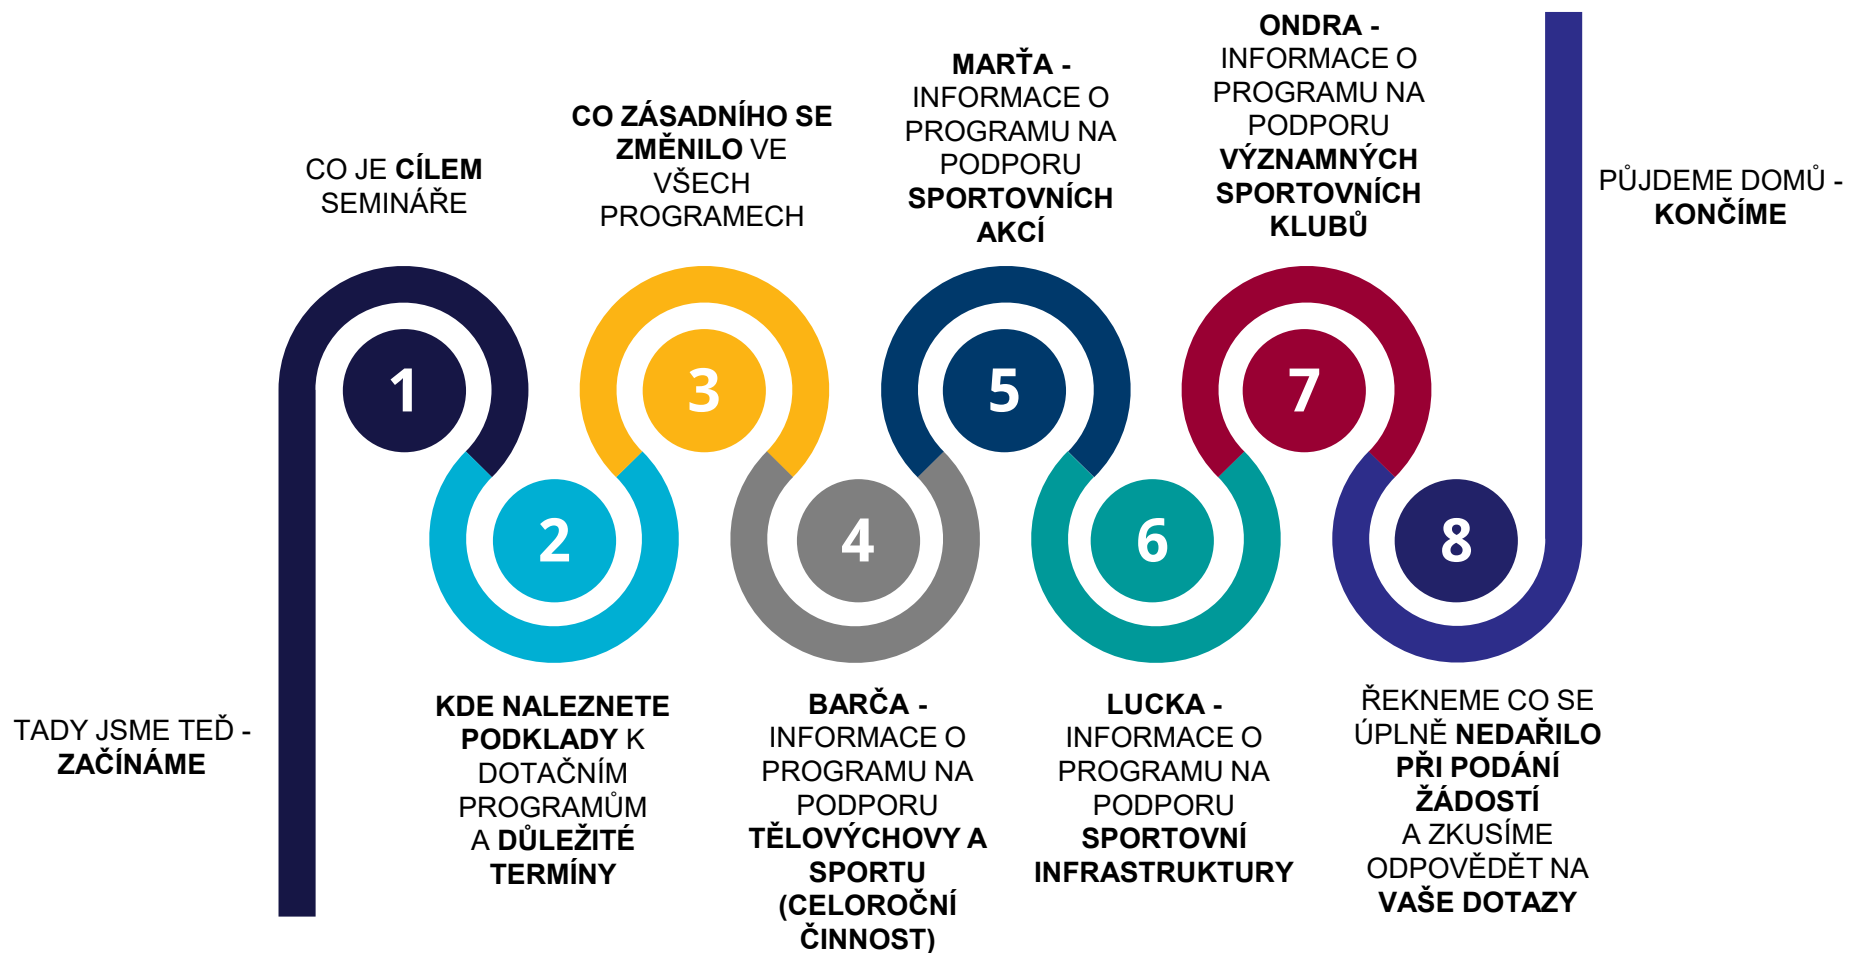 TADY JSME TEĎ -
ZAČÍNÁME
1
CO JE CÍLEM
SEMINÁŘE
2
KDE NALEZNETE
PODKLADY K
DOTAČNÍM
PROGRAMŮM
A DŮLEŽITÉ
TERMÍNY
3
CO ZÁSADNÍHO SE
ZMĚNILO VE
VŠECH
PROGRAMECH
4
BARČA -
INFORMACE O
PROGRAMU NA
PODPORU
TĚLOVÝCHOVY A
SPORTU
(CELOROČNÍ
ČINNOST)
5
MARŤA -
INFORMACE O
PROGRAMU NA
PODPORU
SPORTOVNÍCH
AKCÍ
6
LUCKA -
INFORMACE O
PROGRAMU NA
PODPORU
SPORTOVNÍ
INFRASTRUKTURY
7
ONDRA -
INFORMACE O
PROGRAMU NA
PODPORU
VÝZNAMNÝCH
SPORTOVNÍCH
KLUBŮ
8
ŘEKNEME CO SE
ÚPLNĚ NEDAŘILO
PŘI PODÁNÍ
ŽÁDOSTÍ
A ZKUSÍME
ODPOVĚDĚT NA
VAŠE DOTAZY
PŮJDEME DOMŮ -
KONČÍME